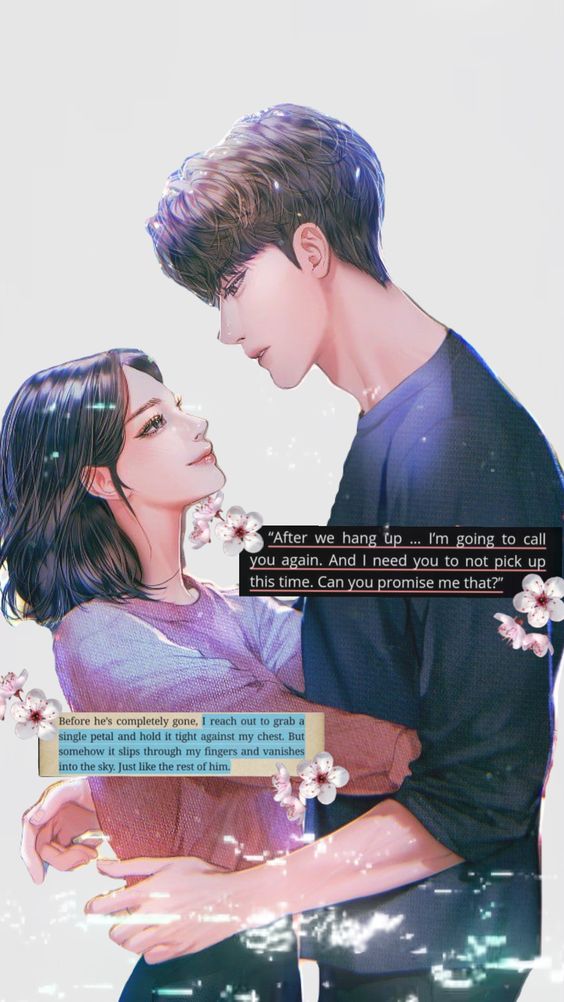 “After we hang up ... I’m going to call
you again. And I need you to not pick up
this time. Can you promise me that?”
Before he’s completely gone, I reach out to grab a
single petal and hold it tight against my chest. But
somehow it slips through my fingers and vanishes
into the sky. Just like the rest of him.